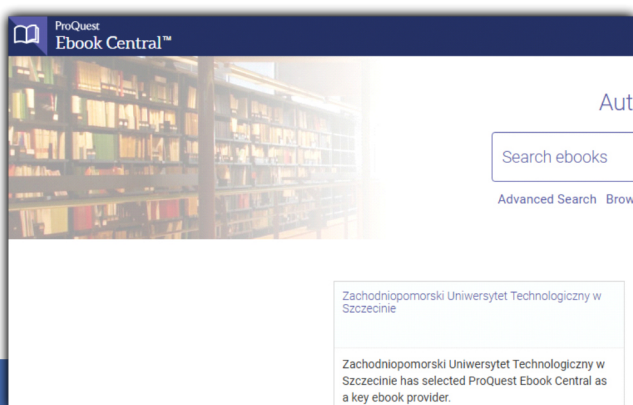 ProQuest
Ebook Central™
Aut
Search ebooks
Advanced Search Brow
Zachodniopomorski Uniwersytet Technologiczny w
Szczecinie
Zachodniopomorski Uniwersytet Technologiczny w
Szczecinie has selected ProQuest Ebook Central as
a key ebook provider.